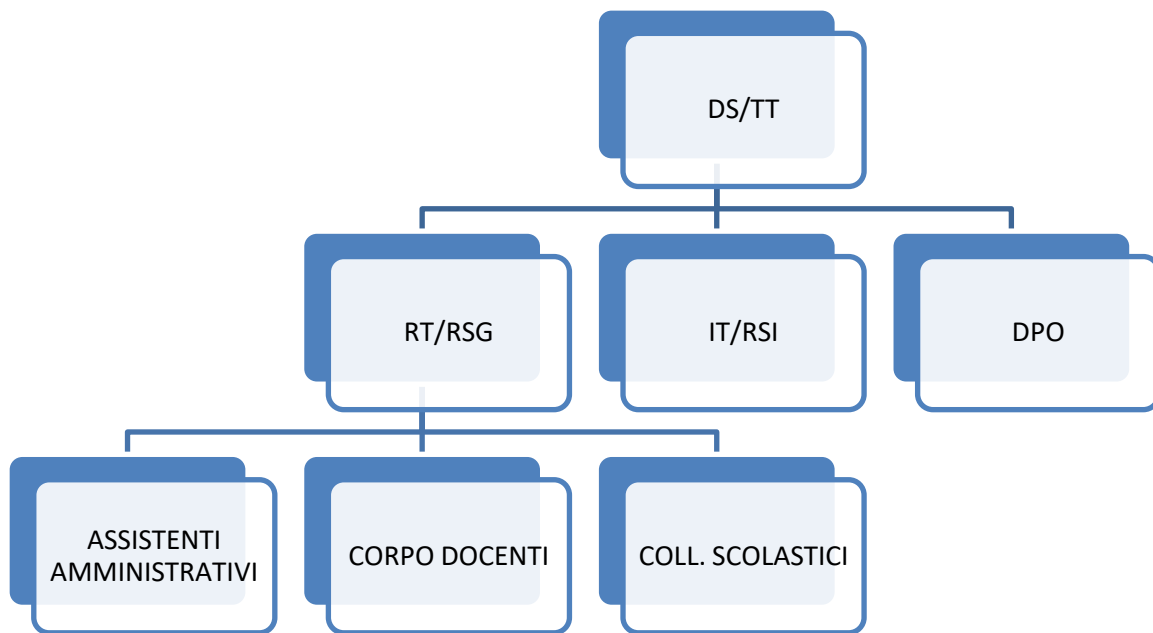 DS/TT
RT/RSG
IT/RSI
DPO
ASSISTENTI
AMMINISTRATIVI
CORPO DOCENTI
COLL. SCOLASTICI